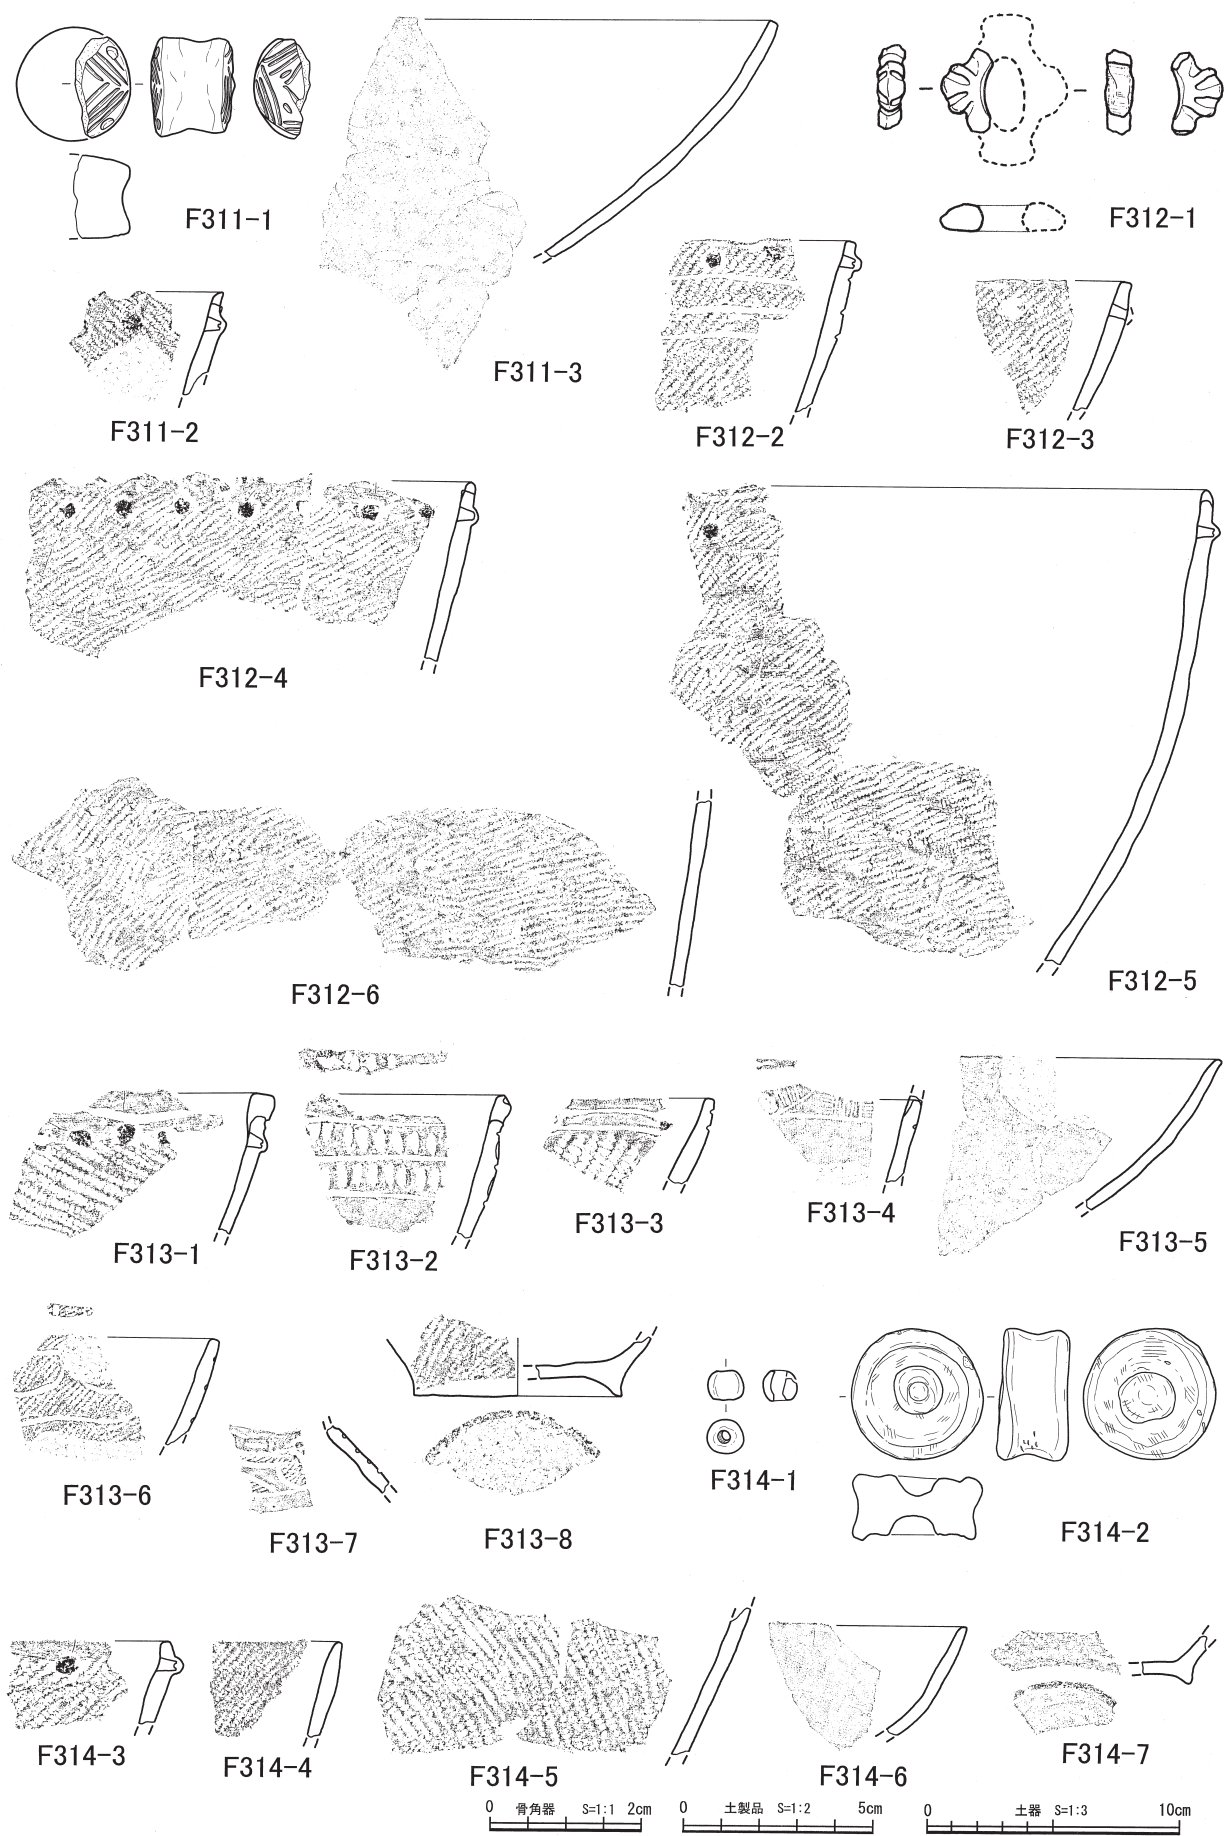 F311-1
F312-1
F311-3
F311-2
F312-2
F312-3
F312-4
F312-6
F312-5
F313-1
F313-2
F313-3
F313-4
F313-5
F313-6
F313-7
F313-8
F314-1
F314-2
F314-3
F314-4
F314-5
F314-6
F314-7
0 骨角器 S=1:1 2cm
0 土製品 S=1:2 5cm
0 土器 S=1:3 10cm